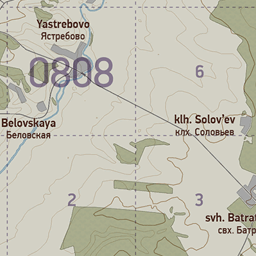 Yastrebovo
Ястребово
0808
6
klh. Solov'ev
клх. Соловьев
Belovskaya
Беловская
2
3
svh. Batrat
свх. Батр